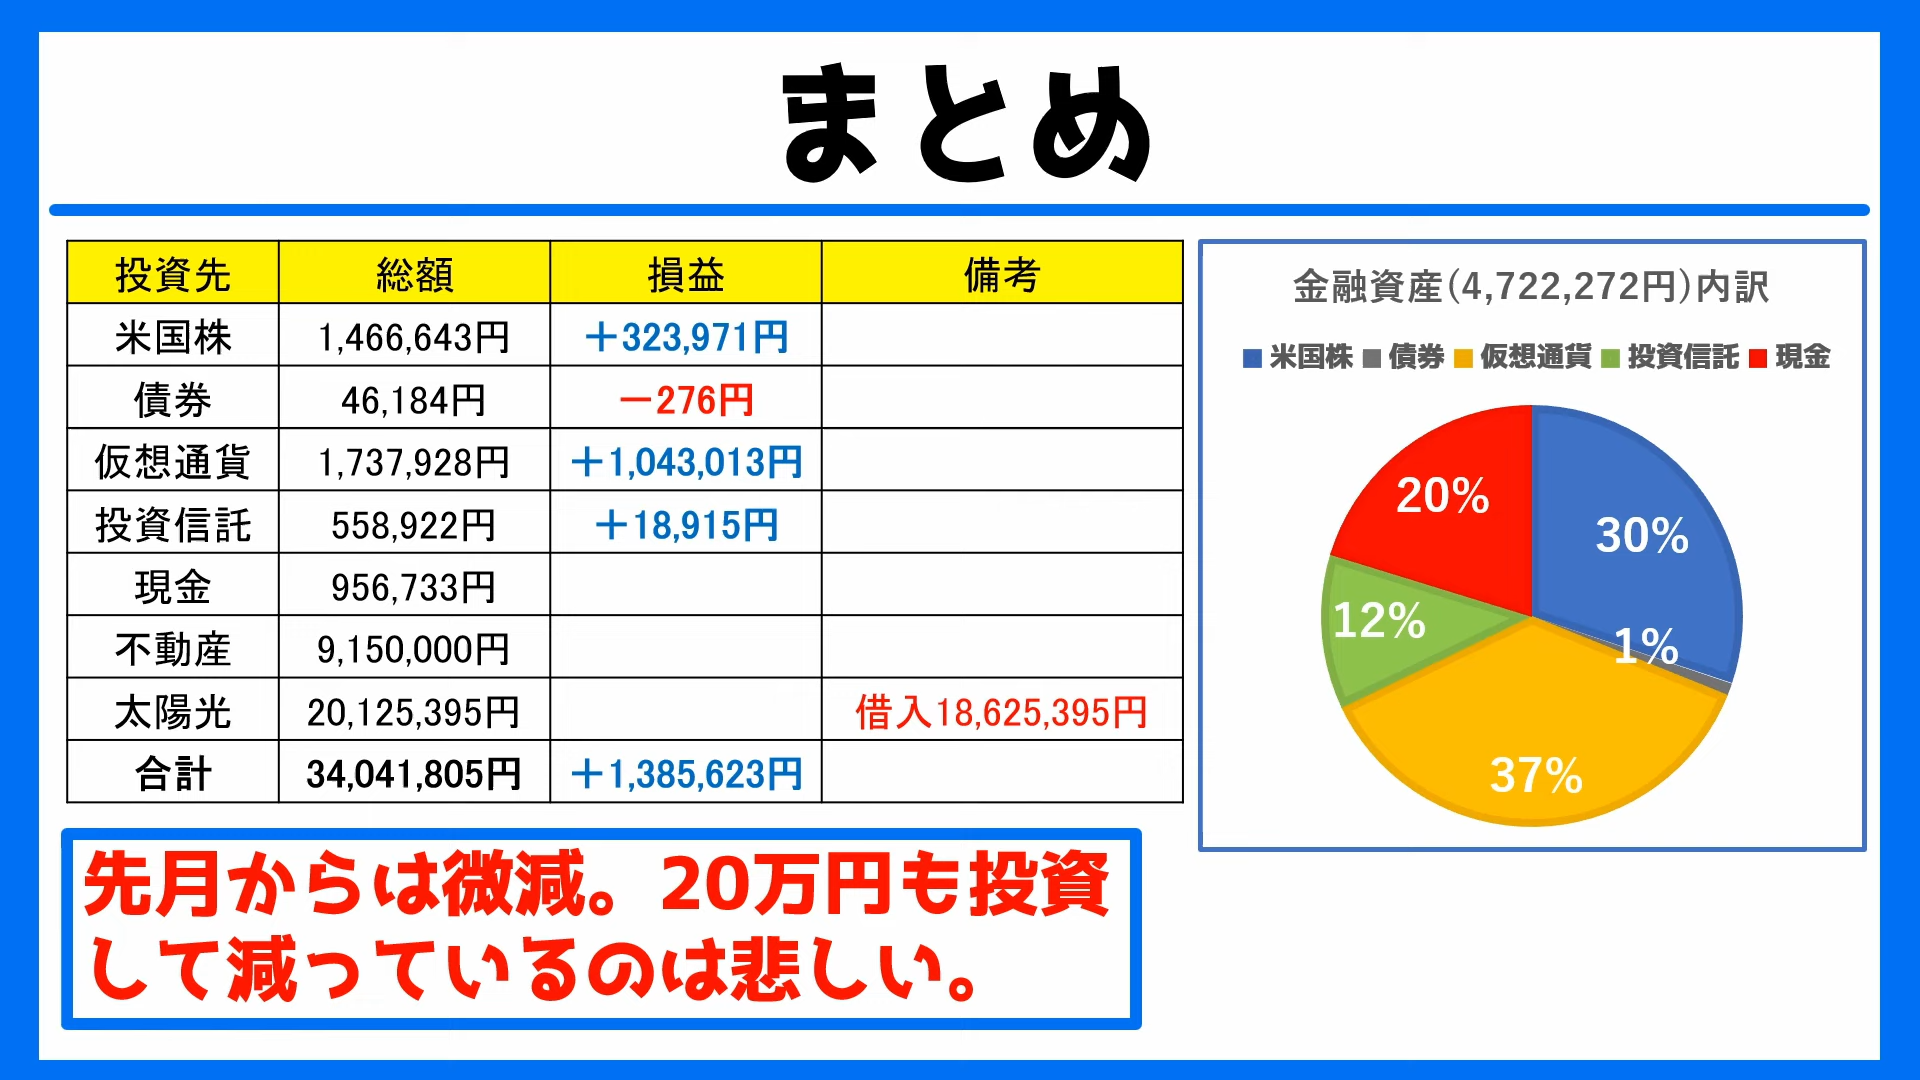 まとめ
投資先 総額 損益 備考
米国株 1,466,643円 +323,971円
債券 46,184円 -276円
仮想通貨 1,737,928円 +1,043,013円
投資信託 558,922円 +18,915円
現金 956,733円
不動産 9,150,000円
太陽光 20,125,395円 借入18,625,395円
合計 34,041,805円 +1,385,623円
先月からは微減。20万円も投資
して減っているのは悲しい。
金融資産(4,722,272円)内訳
米国株 債券 仮想通貨 投資信託 現金
20%
30%
12%
1%
37%